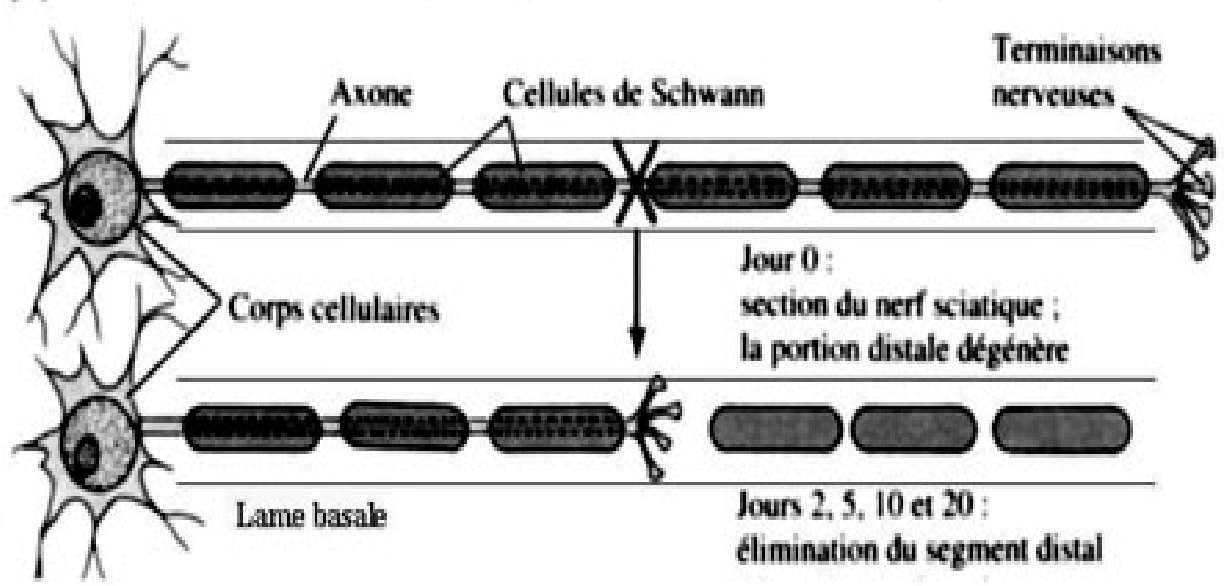 Terminaisons
nerveuses
Axone
Cellules de Schwann
Jour 0 :
section du nerf sciatique ;
la portion distale dégénère
Corps cellulaires
Lame basale
Jours 2, 5, 10 et 20 :
élimination du segment distal